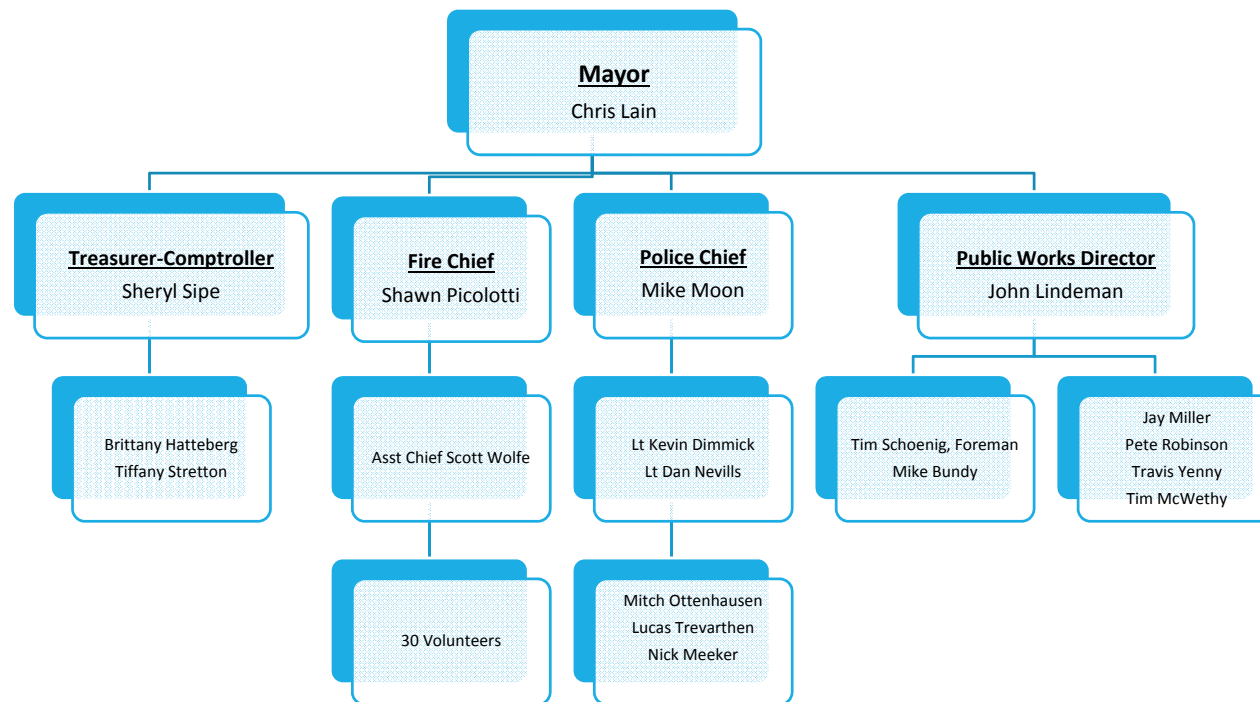 Mayor
Chris Lain
Treasurer-Comptroller
Sheryl Sipe
Fire Chief
Shawn Picolotti
Police Chief
Mike Moon
Public Works Director
John Lindeman
Brittany Hatteberg
Tiffany Stretton
Asst Chief Scott Wolfe
Lt Kevin Dimmick
Lt Dan Nevills
Tim Schoenig, Foreman
Mike Bundy
Jay Miller
Pete Robinson
Travis Yenny
Tim McWethy
30 Volunteers
Mitch Ottenhausen
Lucas Trevarthen
Nick Meeker